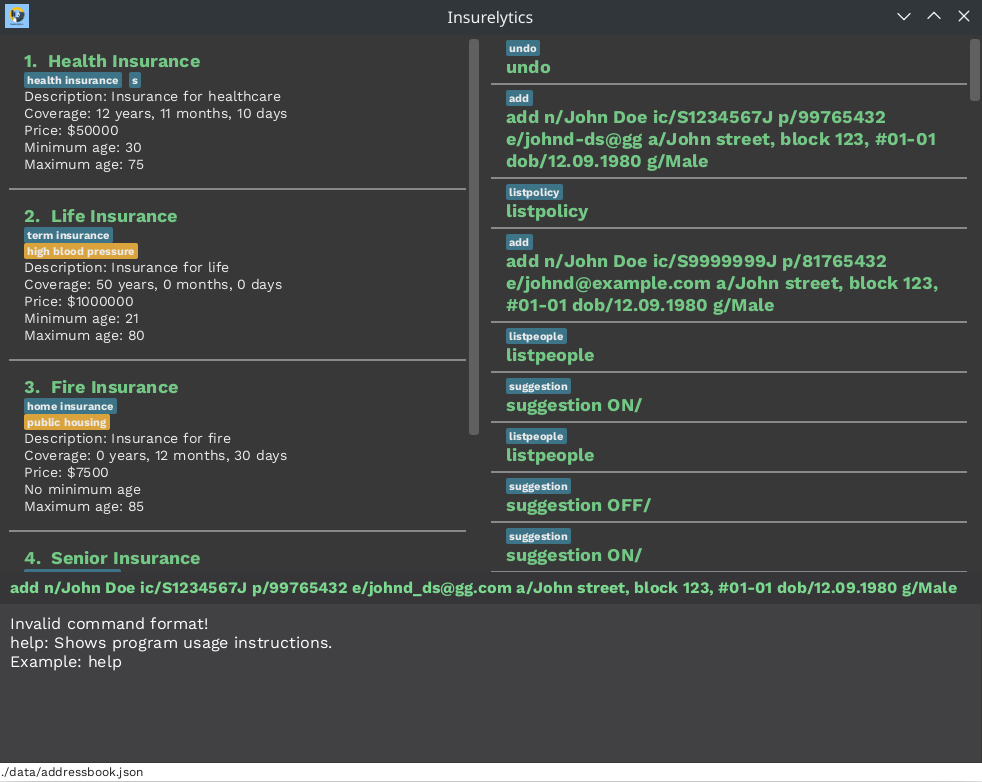 Insurelytics
1. Health Insurance
health insurance s
Description: Insurance for healthcare
Coverage: 12 years, 11 months, 10 days
Price: $50000
Minimum age: 30
Maximum age: 75
2. Life Insurance
term insurance
high blood pressure
Description: Insurance for life
Coverage: 50 years, 0 months, 0 days
Price: $1000000
Minimum age: 21
Maximum age: 80
3. Fire Insurance
home insurance
public housing
Description: Insurance for fire
Coverage: 0 years, 12 months, 30 days
Price: $7500
No minimum age
Maximum age: 85
4. Senior Insurance
undo
undo
add
add n/John Doe ic/S1234567J p/99765432
e/johnd-ds@gg a/John street, block 123, #01-01
dob/12.09.1980 g/Male
listpolicy
listpolicy
add
add n/John Doe ic/S9999999J p/81765432
e/johnd@example.com a/John street, block 123,
#01-01 dob/12.09.1980 g/Male
listpeople
listpeople
suggestion
suggestion ON/
listpeople
listpeople
suggestion
suggestion OFF/
suggestion
suggestion ON/
add n/John Doe ic/S1234567J p/99765432 e/johnd_ds@gg.com a/John street, block 123, #01-01 dob/12.09.1980 g/Male
Invalid command format!
help: Shows program usage instructions.
Example: help
./data/addressbook.json